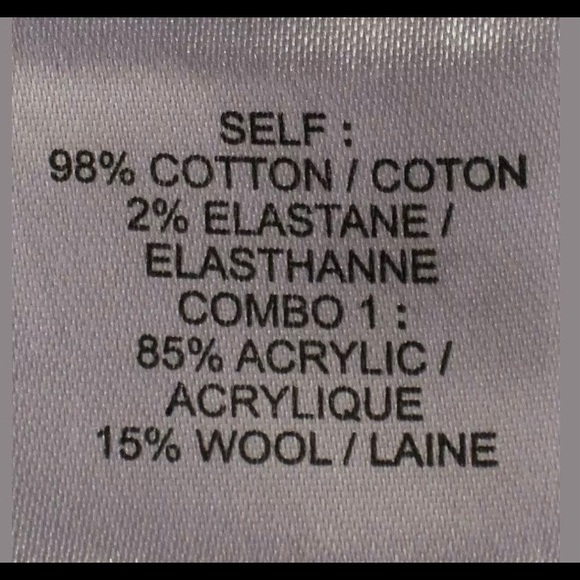 SELF :
98% COTTON / COTON
2% ELASTANE /
ELASTHANNE
COMBO 1 :
85% ACRYLIC /
ACRYLIQUE
15% WOOL / LAINE